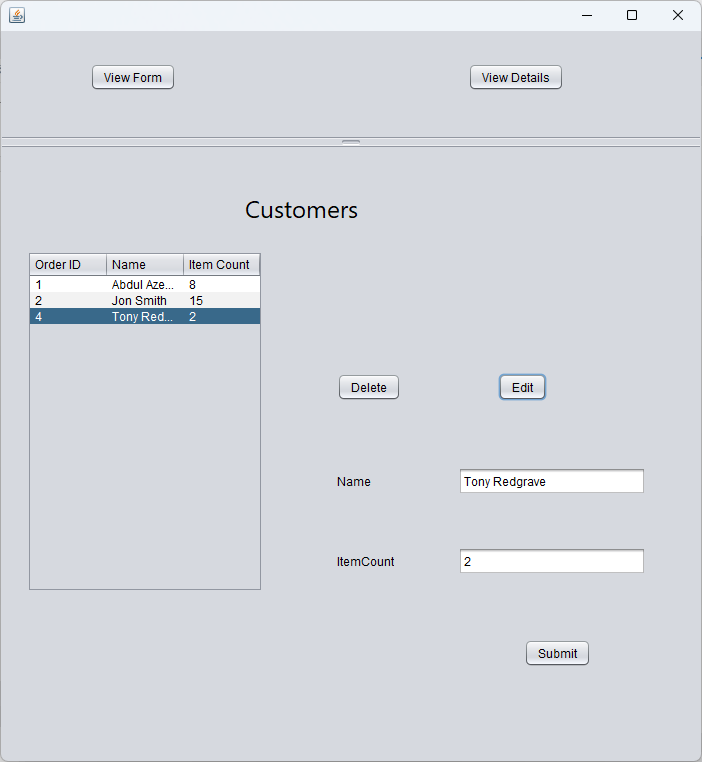 View Form
View Details
Customers
Order ID Name Item Count
1 Abdul Aze... 8
2 Jon Smith 15
4 Tony Red... 2
Delete
Edit
Name
Tony Redgrave
ItemCount
2
Submit